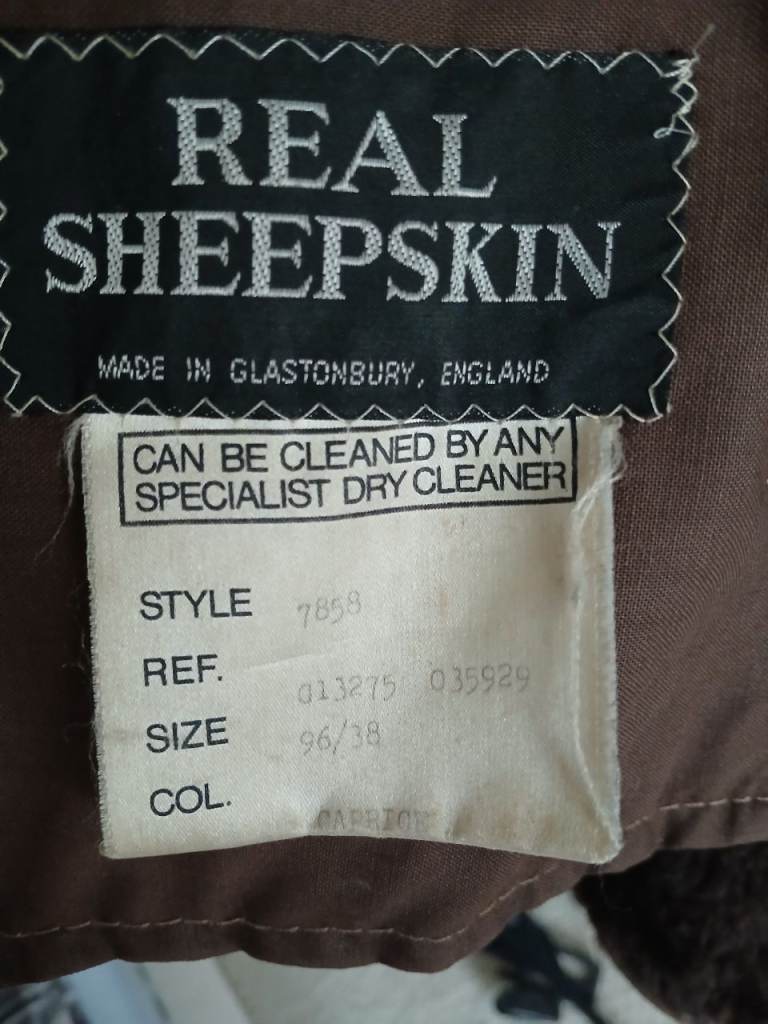 REAL
SHEEPSKIN
MADE IN GLASTONBURY, ENGLAND
CAN BE CLEANED BY ANY
SPECIALIST DRY CLEANER
STYLE 7858
REF. 013275 035929
SIZE 96/38
COL.